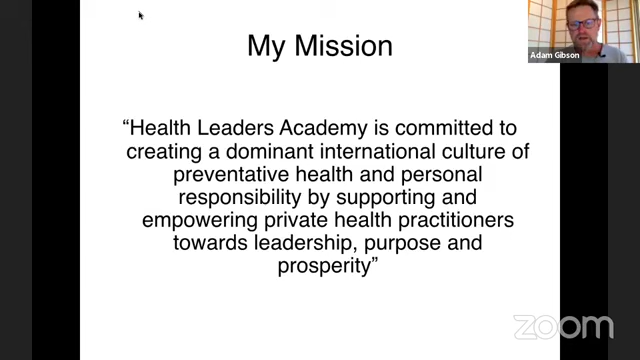 My Mission
Adam Gibson
“Health Leaders Academy is committed to
creating a dominant international culture of
preventative health and personal
responsibility by supporting and
empowering private health practitioners
towards leadership, purpose and
prosperity”
zoom